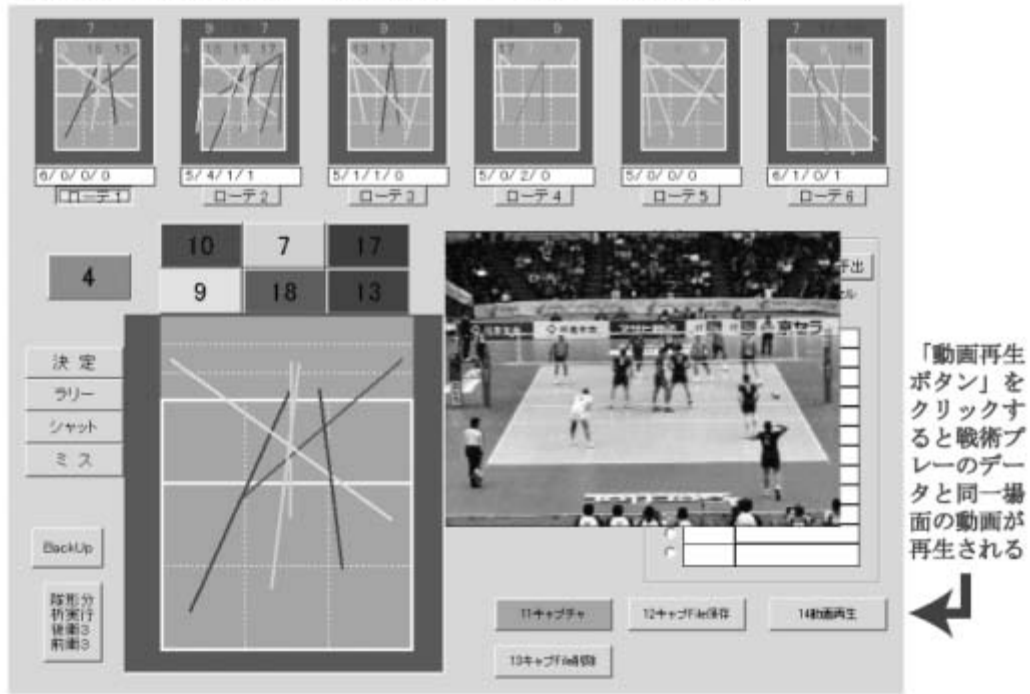 6/ 0/ 0/ 0
5/ 4/ 1/ 1
5/ 1/ 1/ 0
5/ 0/ 2/ 0
5/ 0/ 0/ 0
6/ 1/ 0/ 1
ローテ1
ローテ2
ローテ3
ローテ4
ローテ5
ローテ6
10 7 17
4
9 18 13
決 定
ラリー
シャット
ミ ス
BackUp
隊形分
析実行
後衛3
前衛3
11キャプチャ
12キャプFile保存
14動画再生
13キャプFile削除
「動画再生
ボタン」を
クリックす
ると戦術プ
レーのデー
タと同一場
面の動画が
再生される